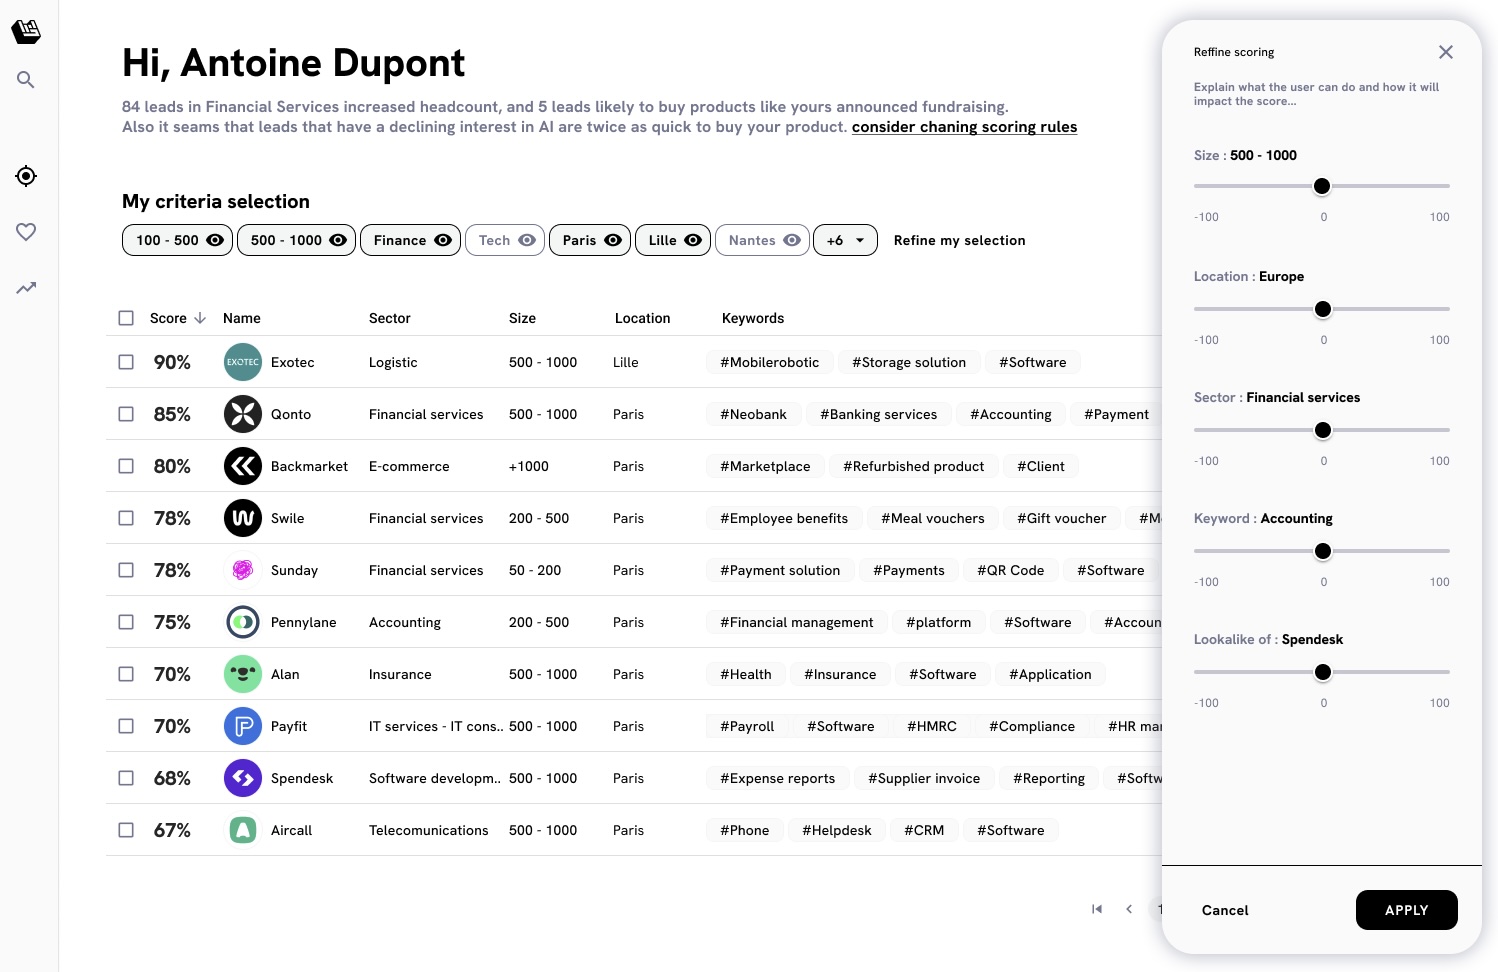 Hi, Antoine Dupont
84 leads in Financial Services increased headcount, and 5 leads likely to buy products like yours announced fundraising.
Also it seams that leads that have a declining interest in AI are twice as quick to buy your product. consider chaning scoring rules
My criteria selection
100 - 500 500 - 1000 Finance Tech Paris Lille Nantes +6 Refine my selection
Score Name Sector Size Location Keywords
90% EXOTEC Exotec Logistic 500 - 1000 Lille #Mobilerobotic #Storage solution #Software
85% Qonto Financial services 500 - 1000 Paris #Neobank #Banking services #Accounting #Payment
80% Backmarket E-commerce +1000 Paris #Marketplace #Refurbished product #Client
78% Swile Financial services 200 - 500 Paris #Employee benefits #Meal vouchers #Gift voucher
78% Sunday Financial services 50 - 200 Paris #Payment solution #Payments #QR Code #Software
75% Pennylane Accounting 200 - 500 Paris #Financial management #platform #Software #Accoun
70% Alan Insurance 500 - 1000 Paris #Health #Insurance #Software #Application
70% Payfit IT services - IT cons.. 500 - 1000 Paris #Payroll #Software #HMRC #Compliance #HR mar
68% Spendesk Software developm.. 500 - 1000 Paris #Expense reports #Supplier invoice #Reporting #Softw
67% Aircall Telecomunications 500 - 1000 Paris #Phone #Helpdesk #CRM #Software
1
Reffine scoring
Explain what the user can do and how it will
impact the score...
Size : 500 - 1000
-100 0 100
Location : Europe
-100 0 100
Sector : Financial services
-100 0 100
Keyword : Accounting
-100 0 100
Lookalike of : Spendesk
-100 0 100
Cancel APPLY